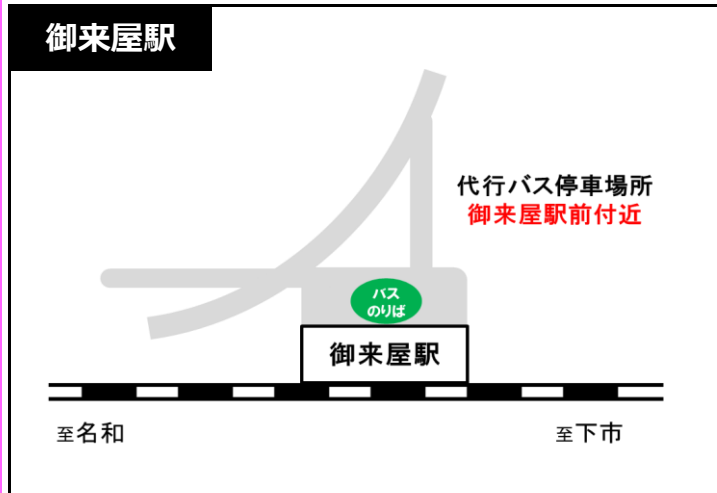 御来屋駅
代行バス停車場所
御来屋駅前付近
バス
のりば
御来屋駅
至名和
至下市